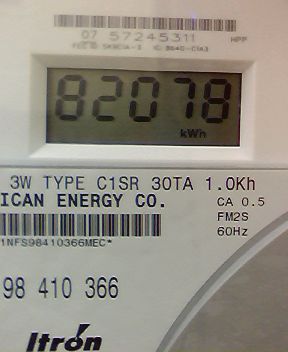 07 57245311 HPP
82078
kWh
3W TYPE C1SR 30TA 1.0Kh
ICAN ENERGY CO. CA 0.5
FM2S
1NFS98410366MEC* 60Hz
98 410 366
Itron